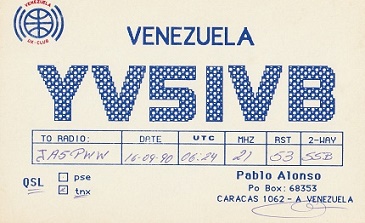 VENEZUELA
DX-CLUB
VENEZUELA
YV5IVB
TO RADIO: DATE UTC MHZ RST 2-WAY
JA5PWW 16-09-90 06:24 21 53 SSB
QSL pse
tnx
Pablo Alonso
Po Box: 68353
CARACAS 1062 - A VENEZUELA